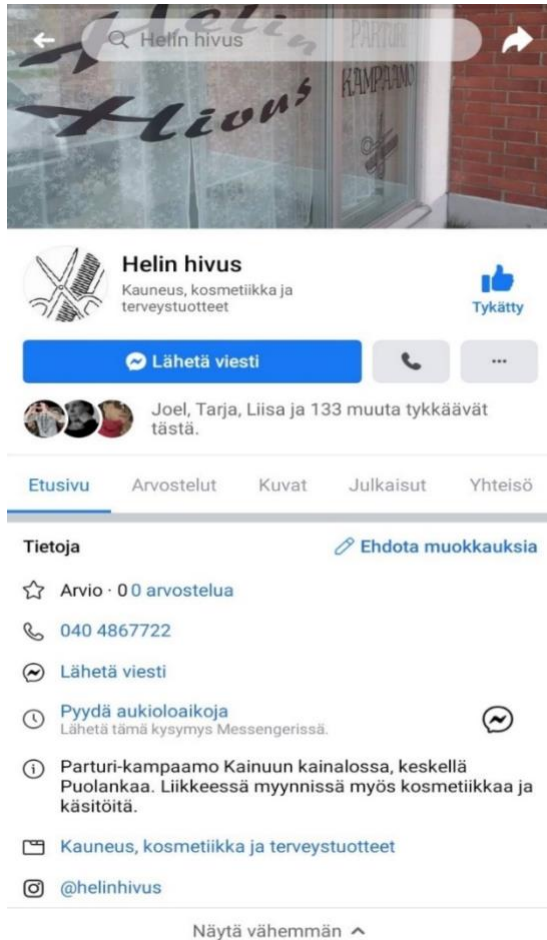 Helin hivus
Helin
Hivus
PARTURI
KAMPAAMO
Helin hivus
Kauneus, kosmetiikka ja
terveystuotteet
Tykätty
Lähetä viesti
Joel, Tarja, Liisa ja 133 muuta tykkäävät
tästä.
Etusivu Arvostelut Kuvat Julkaisut Yhteisö
Tietoja Ehdota muokkauksia
Arvio · 0 0 arvostelua
040 4867722
Lähetä viesti
Pyydä aukioloaikoja
Lähetä tämä kysymys Messengerissä.
Parturi-kampaamo Kainuun kainalossa, keskellä
Puolankaa. Liikkeessä myynnissä myös kosmetiikkaa ja
käsitöitä.
Kauneus, kosmetiikka ja terveystuotteet
@helinhivus
Näytä vähemmän